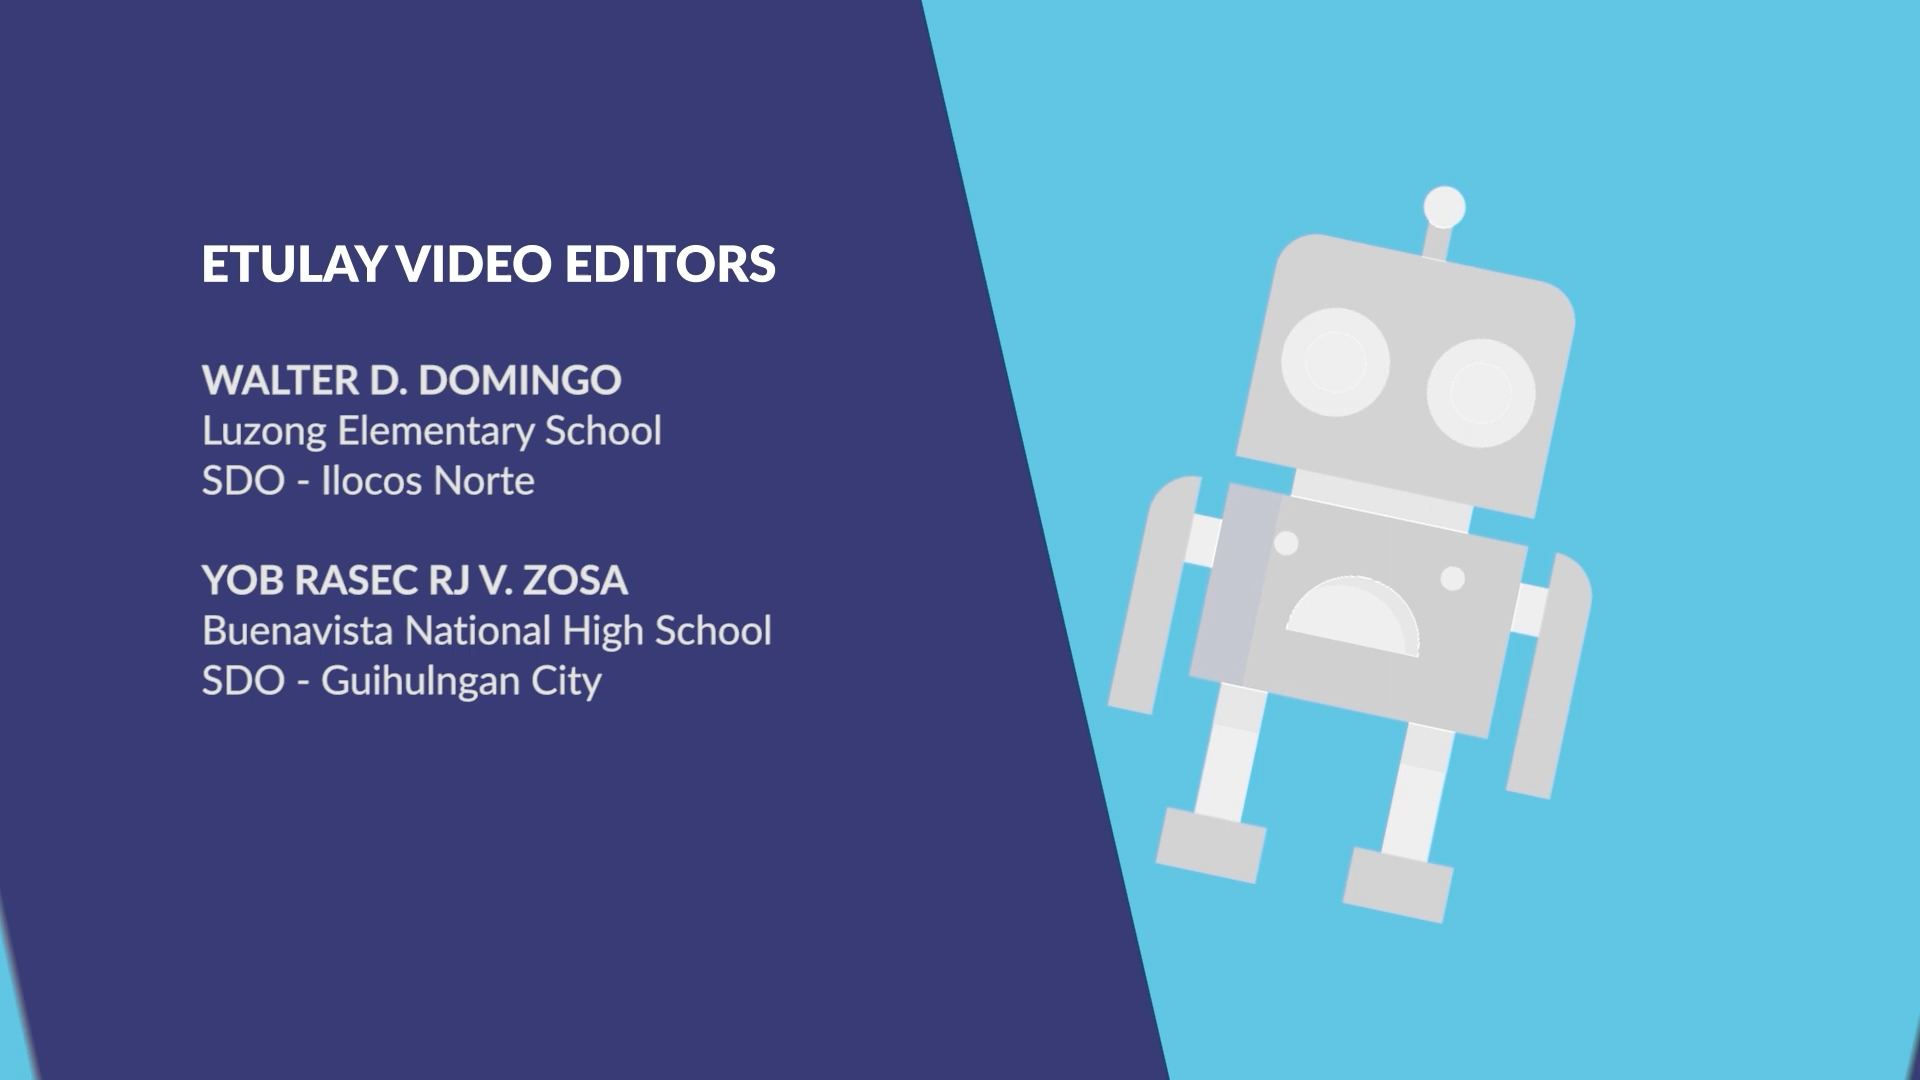 ETULAY VIDEO EDITORS
WALTER D. DOMINGO
Luzong Elementary School
SDO - Ilocos Norte
YOB RASEC RJ V. ZOSA
Buenavista National High School
SDO - Guihulngan City